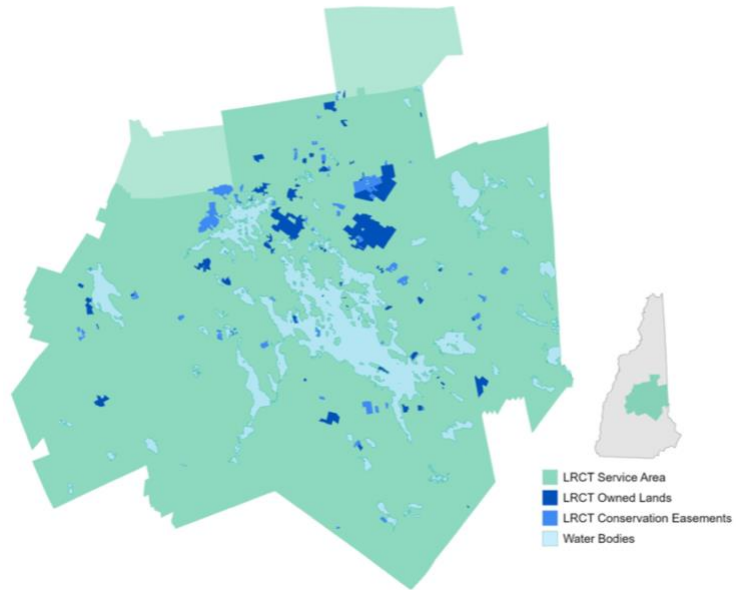 LRCT Service Area
LRCT Owned Lands
LRCT Conservation Easements
Water Bodies